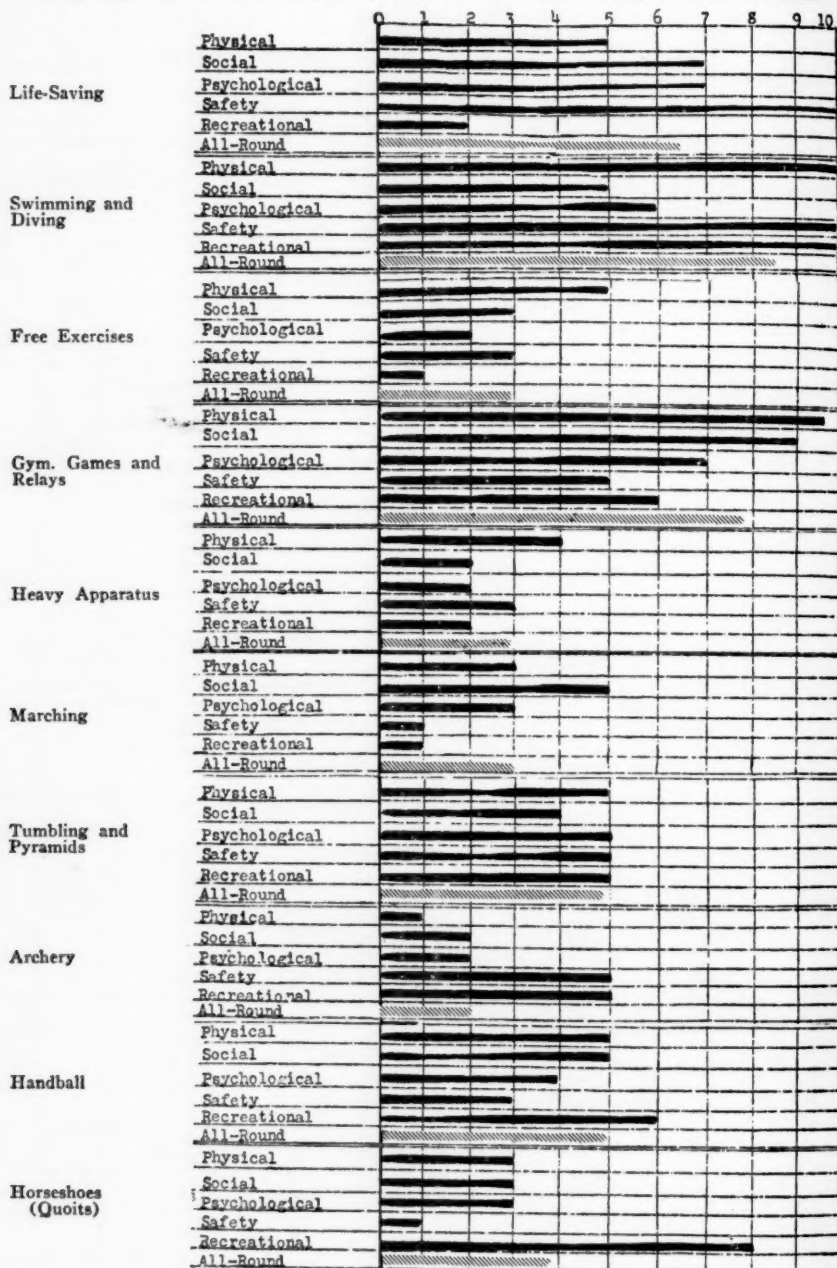 0 1 2 3 4 5 6 7 8 9 10
Life-Saving
Physical
Social
Psychological
Safety
Recreational
All-Round
Swimming and
Diving
Physical
Social
Psychological
Safety
Recreational
All-Round
Free Exercises
Physical
Social
Psychological
Safety
Recreational
All-Round
Gym. Games and
Relays
Physical
Social
Psychological
Safety
Recreational
All-Round
Heavy Apparatus
Physical
Social
Psychological
Safety
Recreational
All-Round
Marching
Physical
Social
Psychological
Safety
Recreational
All-Round
Tumbling and
Pyramids
Physical
Social
Psychological
Safety
Recreational
All-Round
Archery
Physical
Social
Psychological
Safety
Recreational
All-Round
Handball
Physical
Social
Psychological
Safety
Recreational
All-Round
Horseshoes
(Quoits)
Physical
Social
Psychological
Safety
Recreational
All-Round